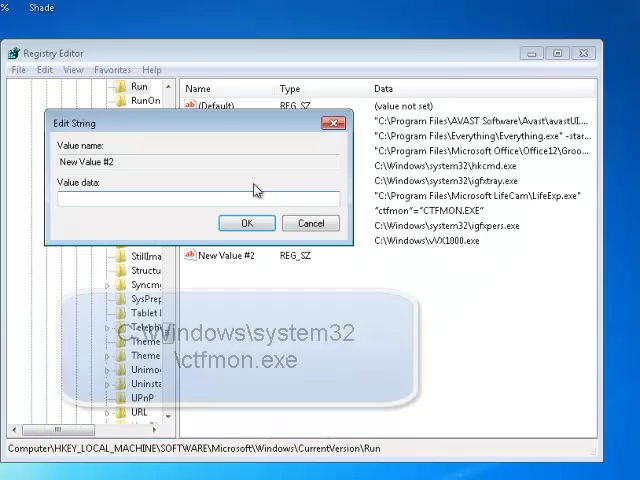 % Shade
Registry Editor
File Edit View Favorites Help
Run
RunOn
Name Type Data
(Default) REG_SZ (value not set)
"C:\Program Files\AVAST Software\Avast\avastUI...
"C:\Program Files\Everything\Everything.exe" -star...
"C:\Program Files\Microsoft Office\Office12\Groo...
C:\Windows\system32\hkcmd.exe
C:\Windows\system32\igfxtray.exe
"C:\Program Files\Microsoft LifeCam\LifeExp.exe"
"ctfmon"="CTFMON.EXE"
C:\Windows\system32\igfxpers.exe
C:\Windows\vVX1000.exe
New Value #2 REG_SZ
Edit String
Value name:
New Value #2
Value data:
OK Cancel
StillIma
Structu
Syncmg
SysPrep
Tablet
Telephc
Theme
Theme
Unimoc
Uninsta
UPnP
URL
C:\Windows\system32
\ctfmon.exe
Computer\HKEY_LOCAL_MACHINE\SOFTWARE\Microsoft\Windows\CurrentVersion\Run